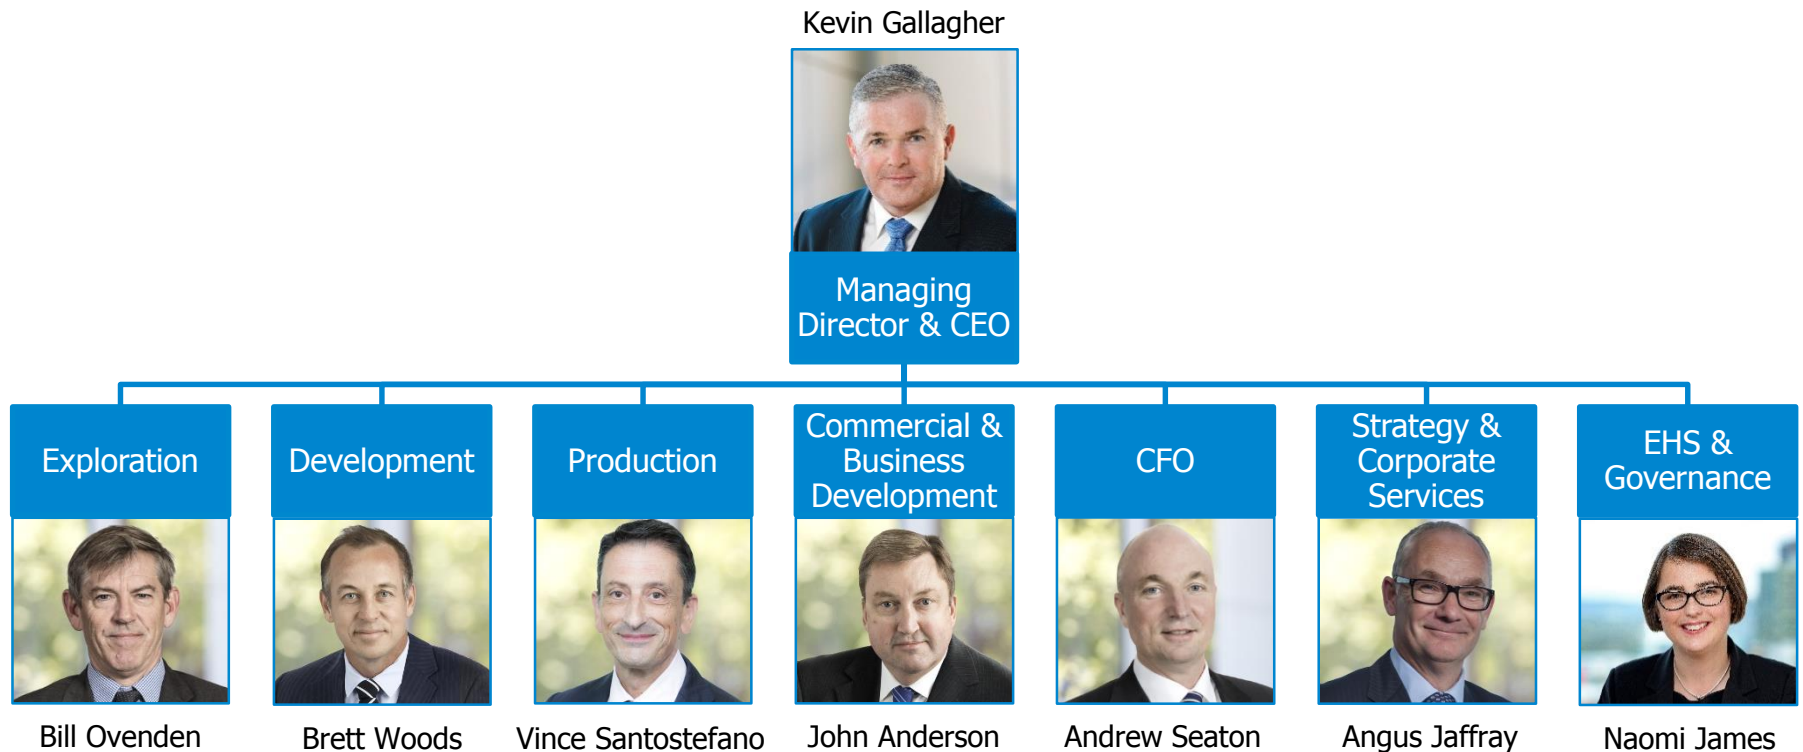 Kevin Gallagher
Managing
Director & CEO
Exploration
Development
Production
Commercial &
Business
Development
CFO
Strategy &
Corporate
Services
EHS &
Governance
Bill Ovenden
Brett Woods
Vince Santostefano
John Anderson
Andrew Seaton
Angus Jaffray
Naomi James